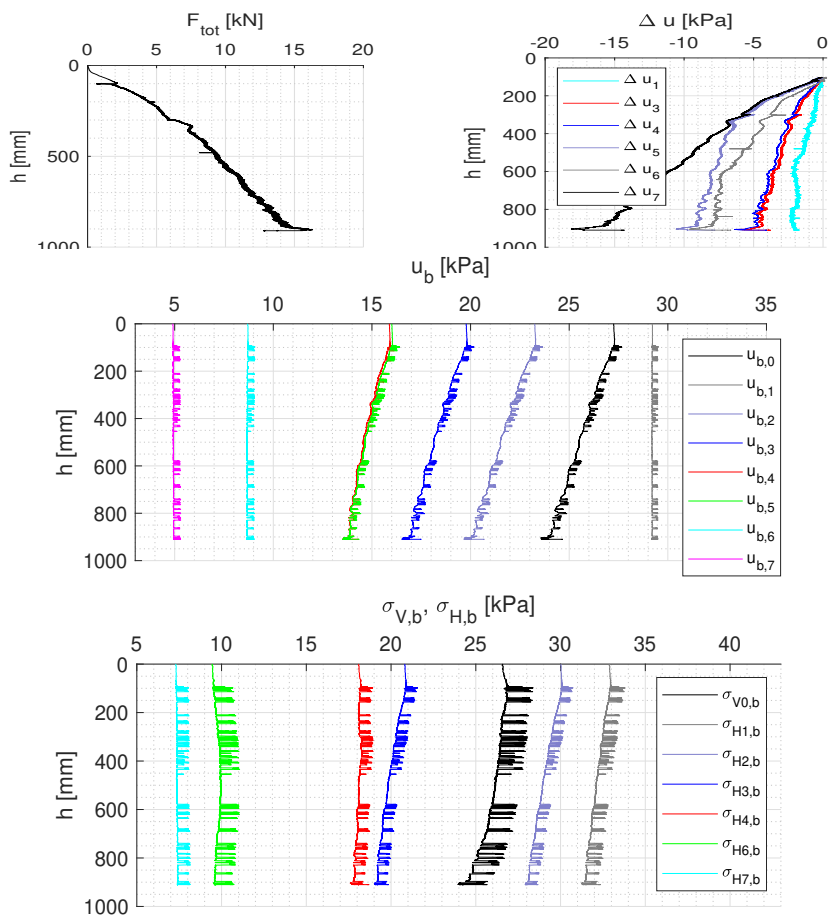 F_tot [kN]
0 5 10 15 20
0
500
1000
h [mm]
Δ u [kPa]
-20 -15 -10 -5 0
0
200
400
600
800
1000
h [mm]
Δ u_1
Δ u_3
Δ u_4
Δ u_5
Δ u_6
Δ u_7
u_b [kPa]
5 10 15 20 25 30 35
0
200
400
600
800
1000
h [mm]
u_b,0
u_b,1
u_b,2
u_b,3
u_b,4
u_b,5
u_b,6
u_b,7
σ_V,b, σ_H,b [kPa]
5 10 15 20 25 30 35 40
0
200
400
600
800
1000
h [mm]
σ_V0,b
σ_H1,b
σ_H2,b
σ_H3,b
σ_H4,b
σ_H6,b
σ_H7,b